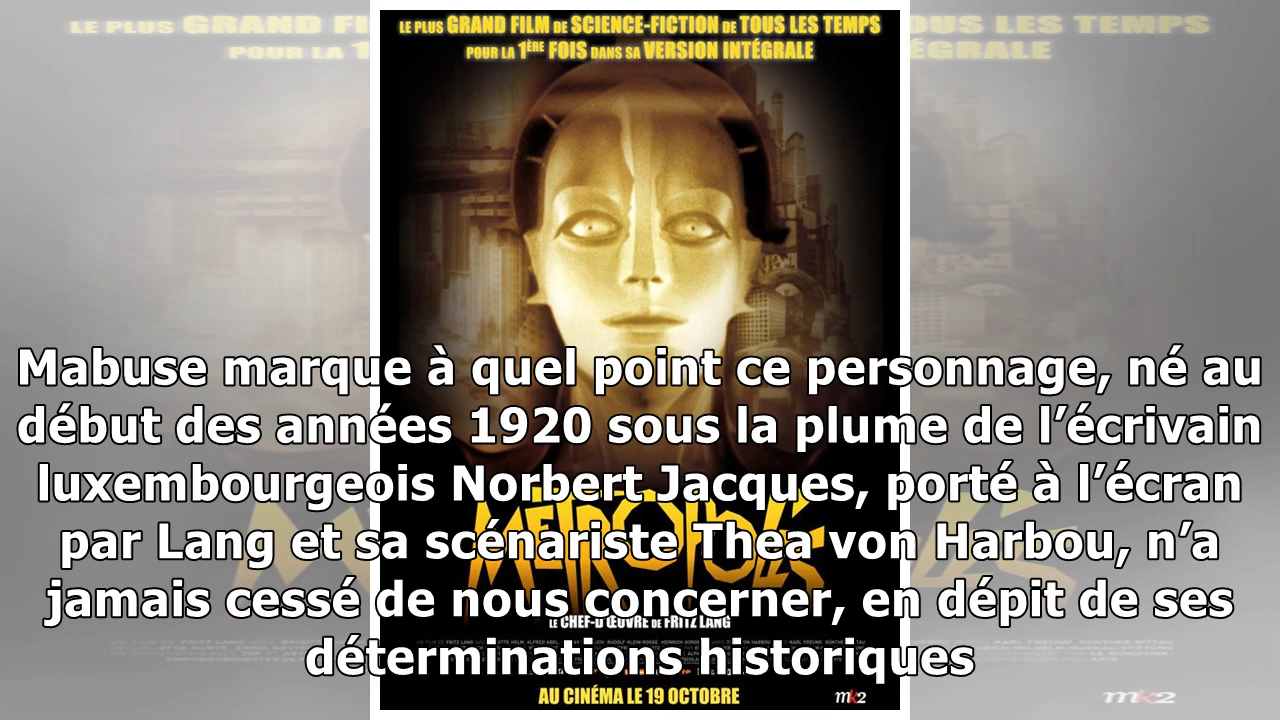 LE PLUS GRAND FILM DE SCIENCE-FICTION DE TOUS LES TEMPS
POUR LA 1ÈRE FOIS DANS SA VERSION INTÉGRALE
Mabuse marque à quel point ce personnage, né au
début des années 1920 sous la plume de l’écrivain
luxembourgeois Norbert Jacques, porté à l’écran
par Lang et sa scénariste Thea von Harbou, n’a
jamais cessé de nous concerner, en dépit de ses
déterminations historiques
METROPOLIS
LE CHEF-D'ŒUVRE DE FRITZ LANG
AU CINÉMA LE 19 OCTOBRE
mk2